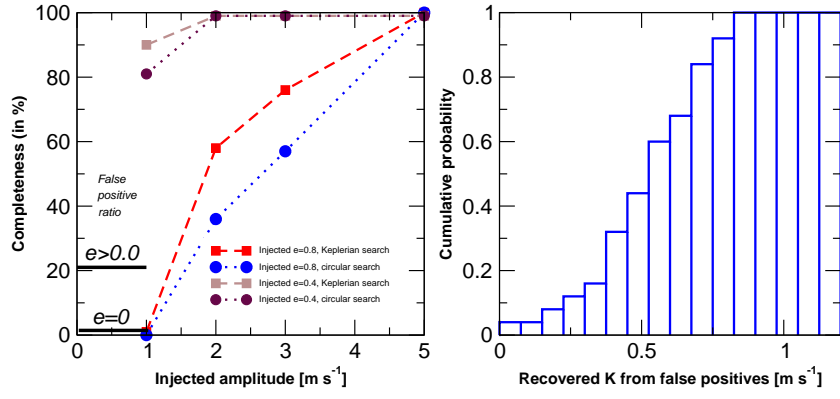 100
80
60
40
20
0
Completeness (in %)
False
positive
ratio
e>0.0
e=0
Injected e=0.8, Keplerian search
Injected e=0.8, circular search
Injected e=0.4, Keplerian search
Injected e=0.4, circular search
0 1 2 3 4 5
Injected amplitude [m s⁻¹]
1
0.8
0.6
0.4
0.2
0
Cumulative probability
0 0.5 1
Recovered K from false positives [m s⁻¹]